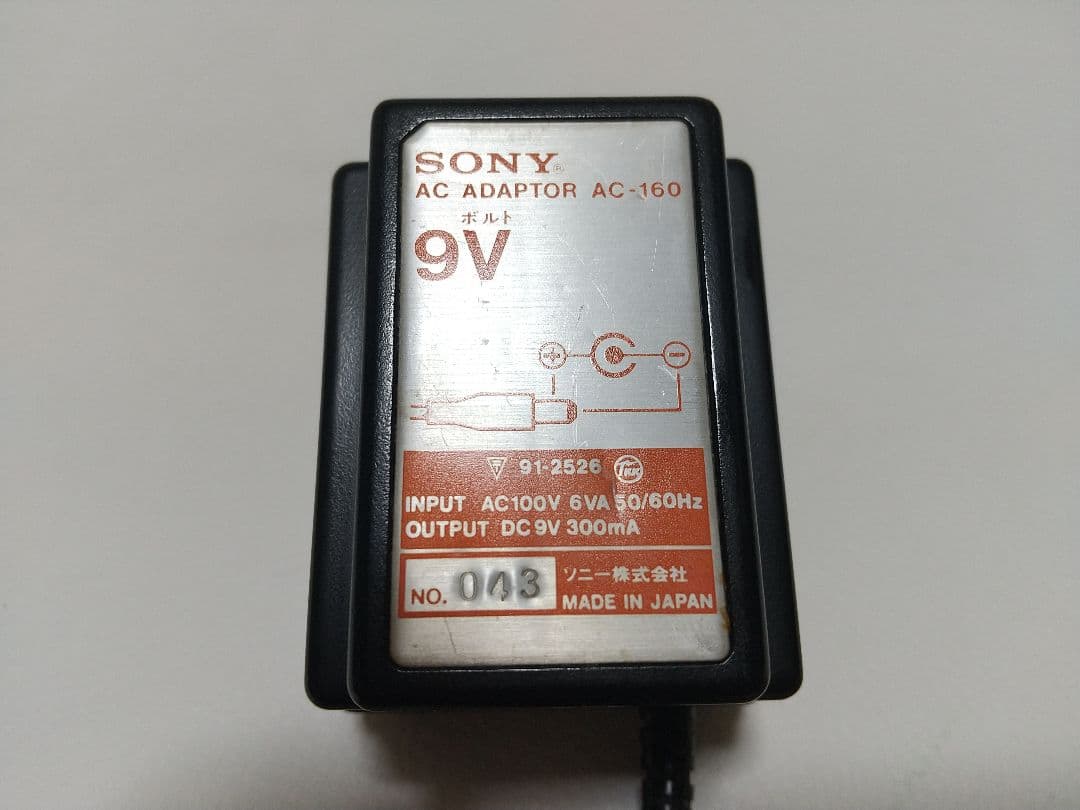 SONY®
AC ADAPTOR AC-160
ボルト
9V
+ −
91-2526
INPUT AC100V 6VA 50/60Hz
OUTPUT DC 9V 300mA
NO. 043
ソニー株式会社
MADE IN JAPAN